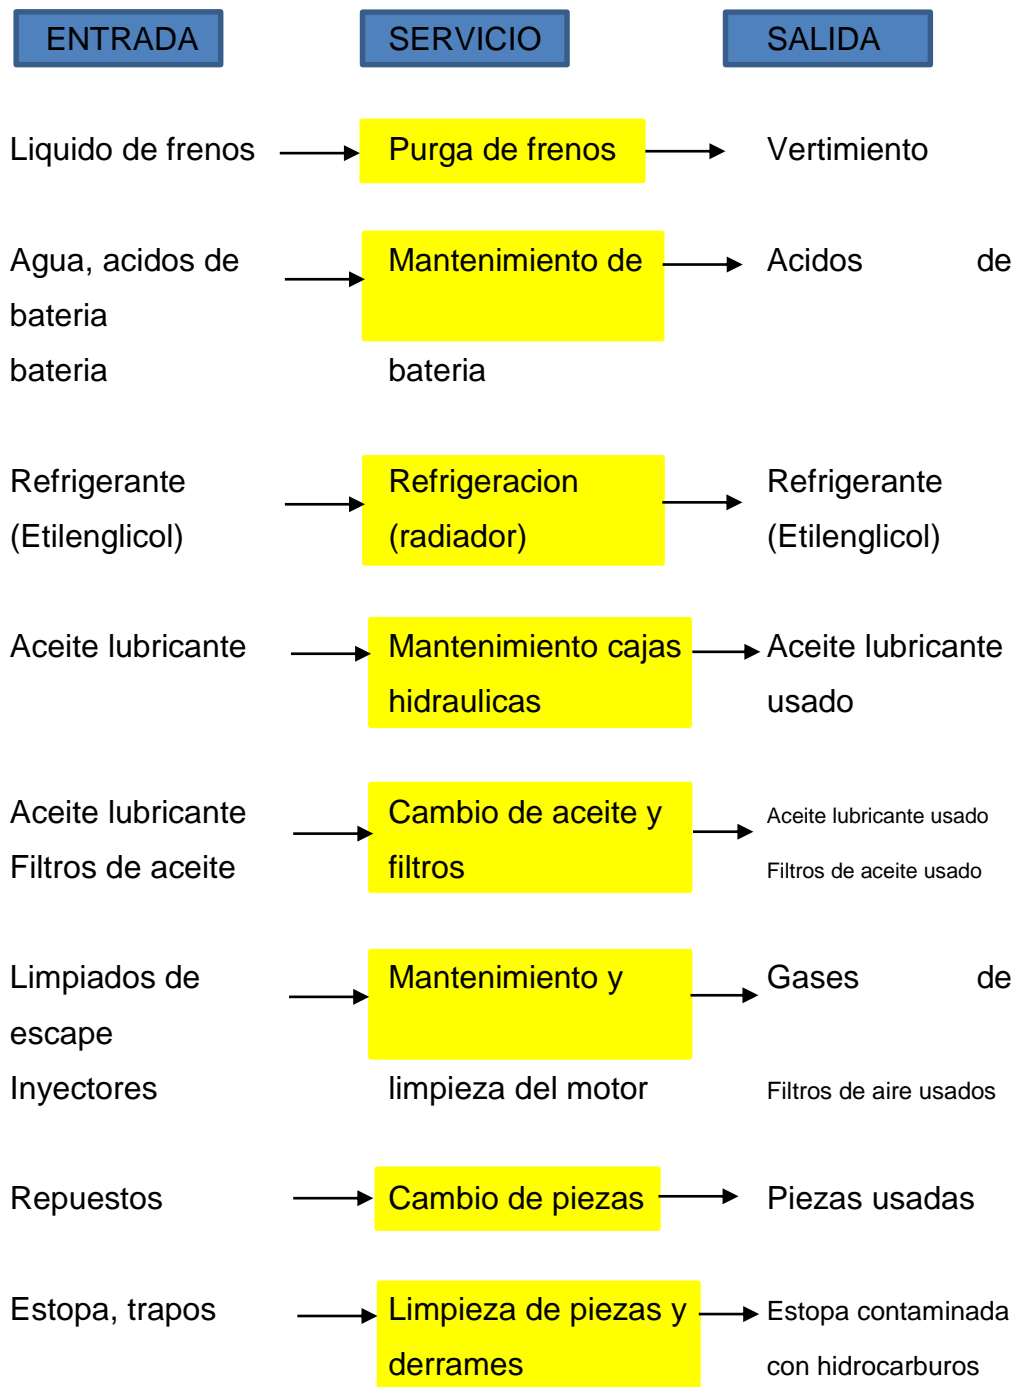 ENTRADA SERVICIO SALIDA
Liquido de frenos Purga de frenos Vertimiento
Agua, acidos de Mantenimiento de Acidos de
bateria
bateria bateria
Refrigerante Refrigeracion Refrigerante
(Etilenglicol) (radiador) (Etilenglicol)
Aceite lubricante Mantenimiento cajas Aceite lubricante
hidraulicas usado
Aceite lubricante Cambio de aceite y Aceite lubricante usado
Filtros de aceite filtros Filtros de aceite usado
Limpiados de Mantenimiento y Gases de
escape
Inyectores limpieza del motor Filtros de aire usados
Repuestos Cambio de piezas Piezas usadas
Estopa, trapos Limpieza de piezas y Estopa contaminada
derrames con hidrocarburos